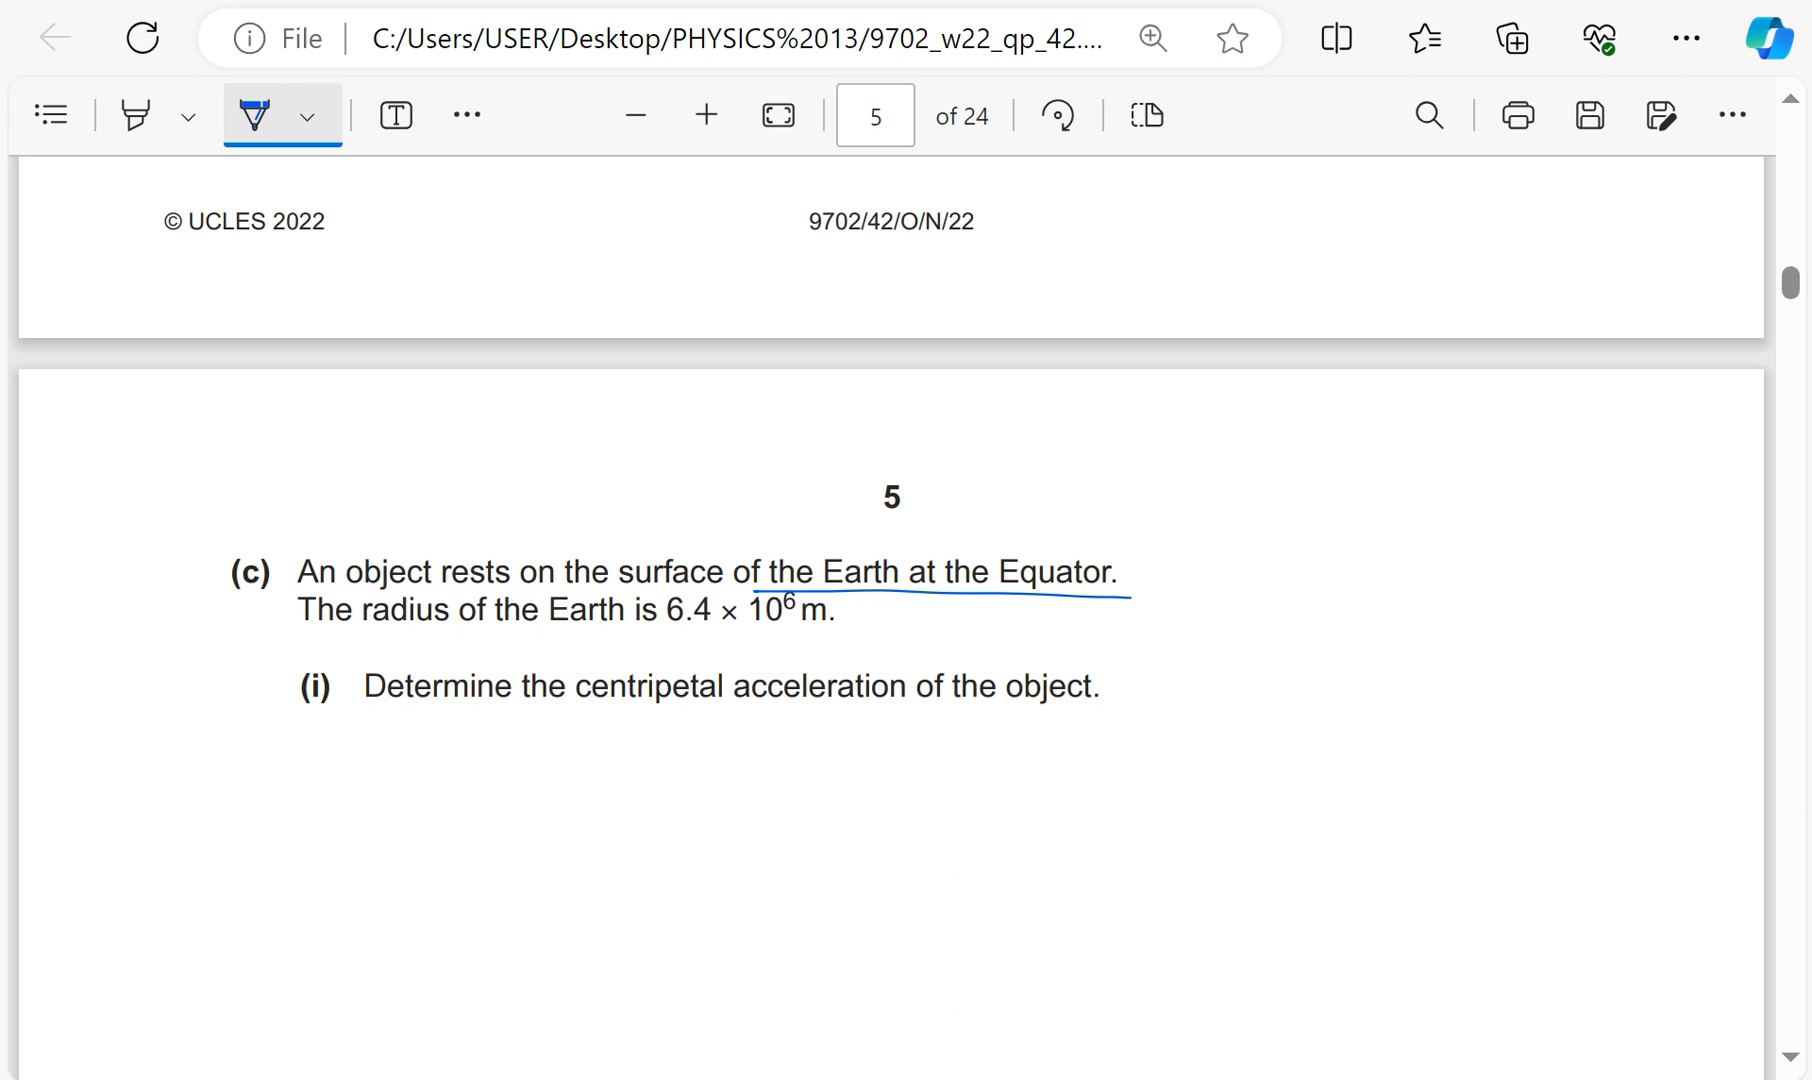 File | C:/Users/USER/Desktop/PHYSICS%2013/9702_w22_qp_42....
5 of 24
© UCLES 2022 9702/42/O/N/22
5
(c) An object rests on the surface of the Earth at the Equator.
The radius of the Earth is 6.4 × 10⁶ m.
(i) Determine the centripetal acceleration of the object.